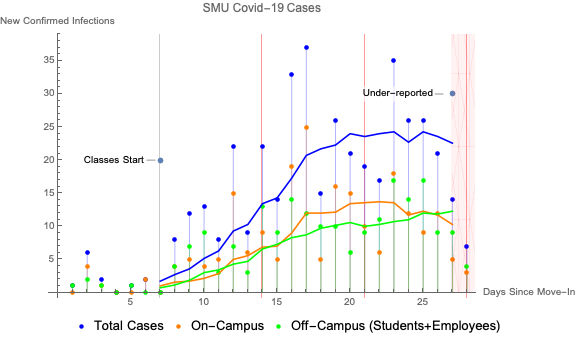 SMU Covid-19 Cases
New Confirmed Infections
35
30
Under-reported
25
20
Classes Start
15
10
5
5 10 15 20 25
Days Since Move-In
Total Cases On-Campus Off-Campus (Students+Employees)